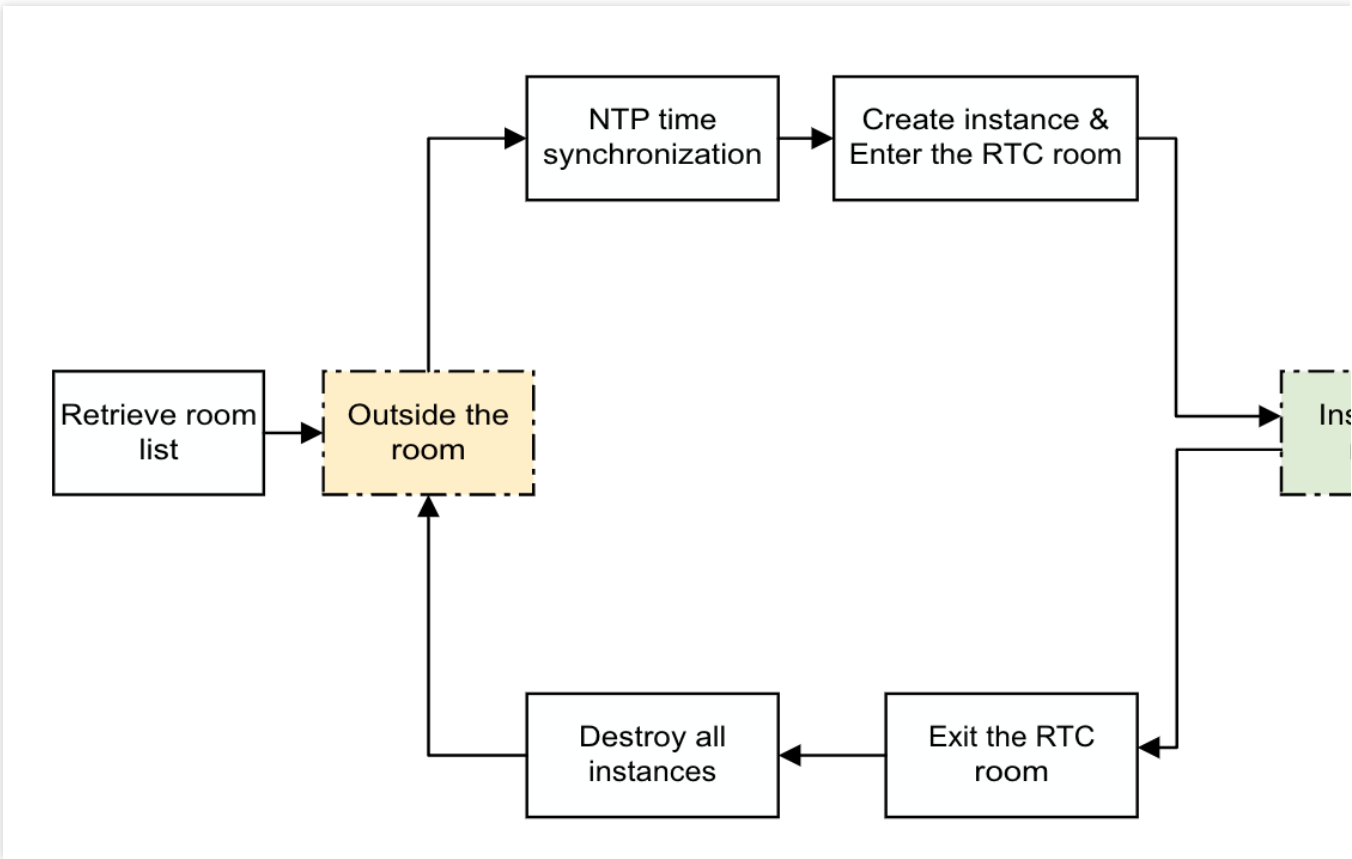 NTP time
synchronization
Create instance &
Enter the RTC room
Retrieve room
list
Outside the
room
Destroy all
instances
Exit the RTC
room